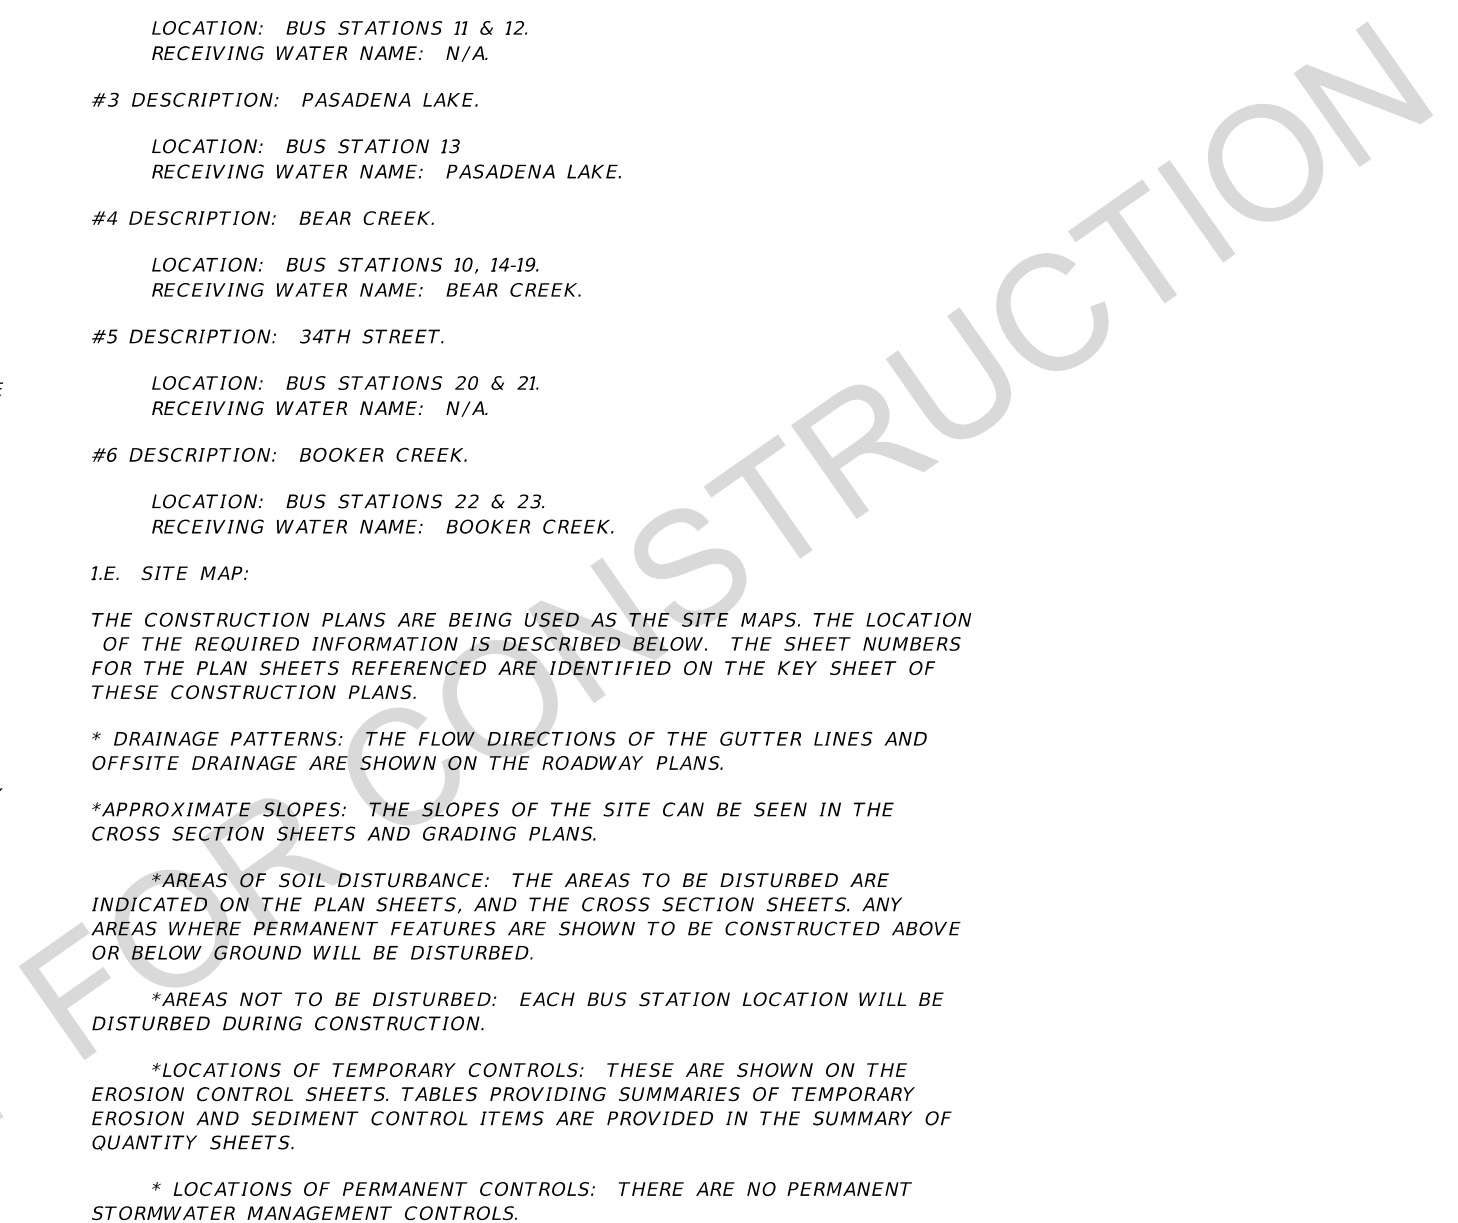 LOCATION: BUS STATIONS 11 & 12.
RECEIVING WATER NAME: N/A.
#3 DESCRIPTION: PASADENA LAKE.
LOCATION: BUS STATION 13
RECEIVING WATER NAME: PASADENA LAKE.
#4 DESCRIPTION: BEAR CREEK.
LOCATION: BUS STATIONS 10, 14-19.
RECEIVING WATER NAME: BEAR CREEK.
#5 DESCRIPTION: 34TH STREET.
LOCATION: BUS STATIONS 20 & 21.
RECEIVING WATER NAME: N/A.
#6 DESCRIPTION: BOOKER CREEK.
LOCATION: BUS STATIONS 22 & 23.
RECEIVING WATER NAME: BOOKER CREEK.
1.E. SITE MAP:
THE CONSTRUCTION PLANS ARE BEING USED AS THE SITE MAPS. THE LOCATION
OF THE REQUIRED INFORMATION IS DESCRIBED BELOW. THE SHEET NUMBERS
FOR THE PLAN SHEETS REFERENCED ARE IDENTIFIED ON THE KEY SHEET OF
THESE CONSTRUCTION PLANS.
* DRAINAGE PATTERNS: THE FLOW DIRECTIONS OF THE GUTTER LINES AND
OFFSITE DRAINAGE ARE SHOWN ON THE ROADWAY PLANS.
*APPROXIMATE SLOPES: THE SLOPES OF THE SITE CAN BE SEEN IN THE
CROSS SECTION SHEETS AND GRADING PLANS.
*AREAS OF SOIL DISTURBANCE: THE AREAS TO BE DISTURBED ARE
INDICATED ON THE PLAN SHEETS, AND THE CROSS SECTION SHEETS. ANY
AREAS WHERE PERMANENT FEATURES ARE SHOWN TO BE CONSTRUCTED ABOVE
OR BELOW GROUND WILL BE DISTURBED.
*AREAS NOT TO BE DISTURBED: EACH BUS STATION LOCATION WILL BE
DISTURBED DURING CONSTRUCTION.
*LOCATIONS OF TEMPORARY CONTROLS: THESE ARE SHOWN ON THE
EROSION CONTROL SHEETS. TABLES PROVIDING SUMMARIES OF TEMPORARY
EROSION AND SEDIMENT CONTROL ITEMS ARE PROVIDED IN THE SUMMARY OF
QUANTITY SHEETS.
* LOCATIONS OF PERMANENT CONTROLS: THERE ARE NO PERMANENT
STORMWATER MANAGEMENT CONTROLS.
FOR CONSTRUCTION